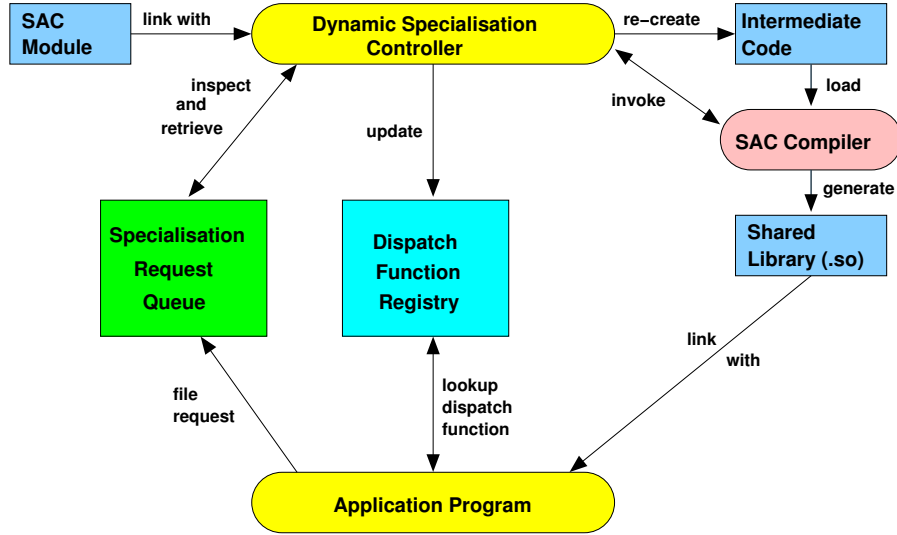 SAC
Module
link with
Dynamic Specialisation
Controller
re-create
Intermediate
Code
load
inspect
and
retrieve
update
invoke
SAC Compiler
generate
Specialisation
Request
Queue
Dispatch
Function
Registry
Shared
Library (.so)
link
with
file
request
lookup
dispatch
function
Application Program